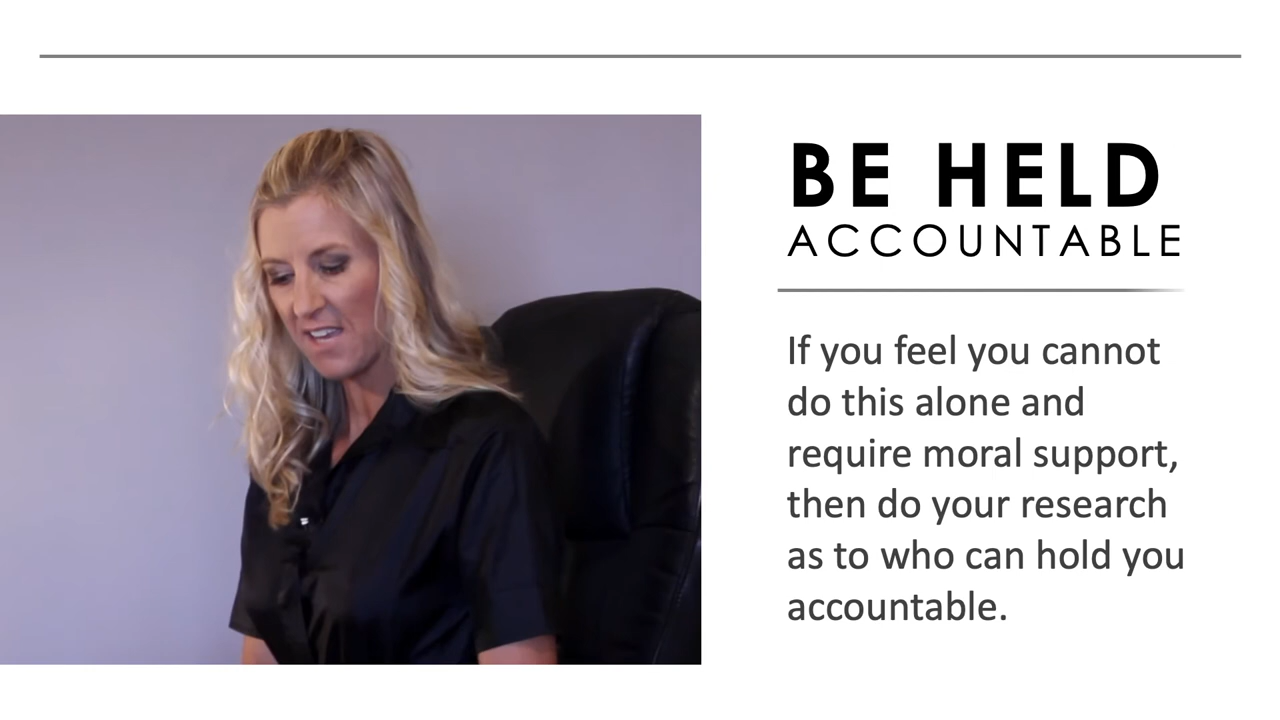 BE HELD
ACCOUNTABLE
If you feel you cannot
do this alone and
require moral support,
then do your research
as to who can hold you
accountable.